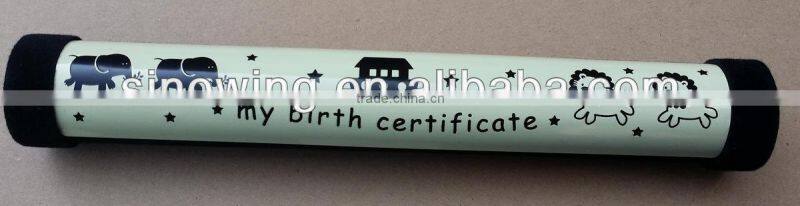 sinowing.en.alibaba.com
trade.china.cn
my birth certificate